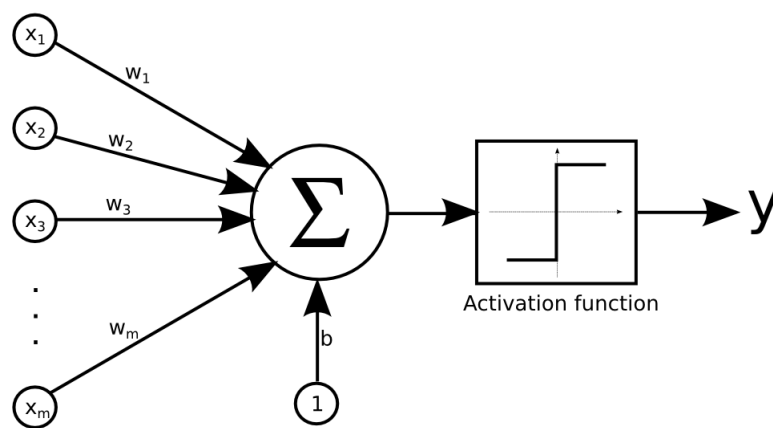 x1
w1
x2
w2
x3
w3
Σ
y
Activation function
. . .
wm
b
xm
1